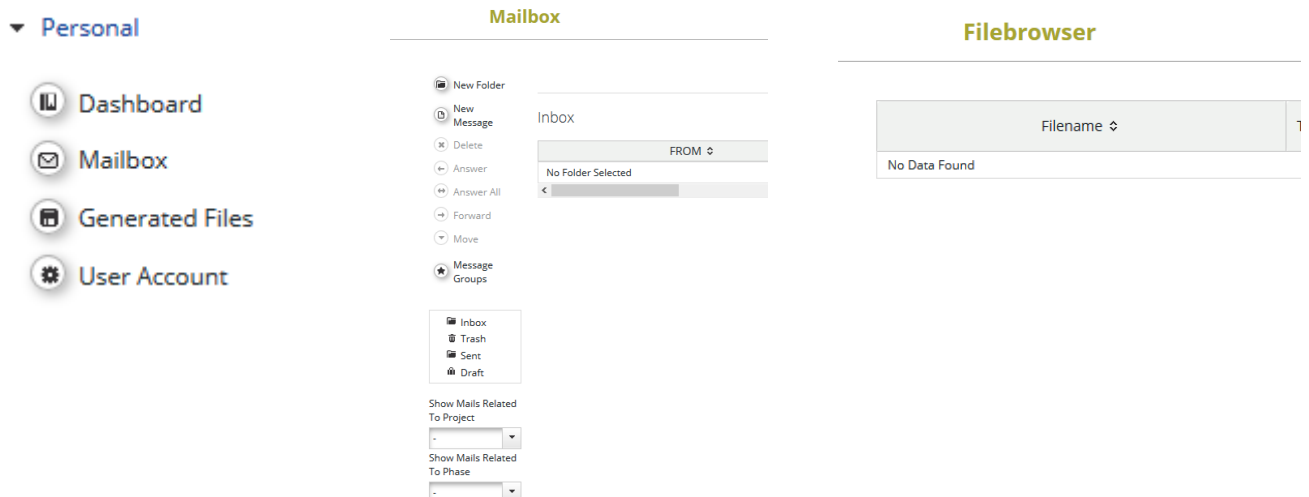 Personal
Dashboard
Mailbox
Generated Files
User Account
Mailbox
New Folder
New
Message
Delete
Answer
Answer All
Forward
Move
Message
Groups
Inbox
Trash
Sent
Draft
Show Mails Related
To Project
-
Show Mails Related
To Phase
-
Inbox
FROM
No Folder Selected
Filebrowser
Filename
T
No Data Found